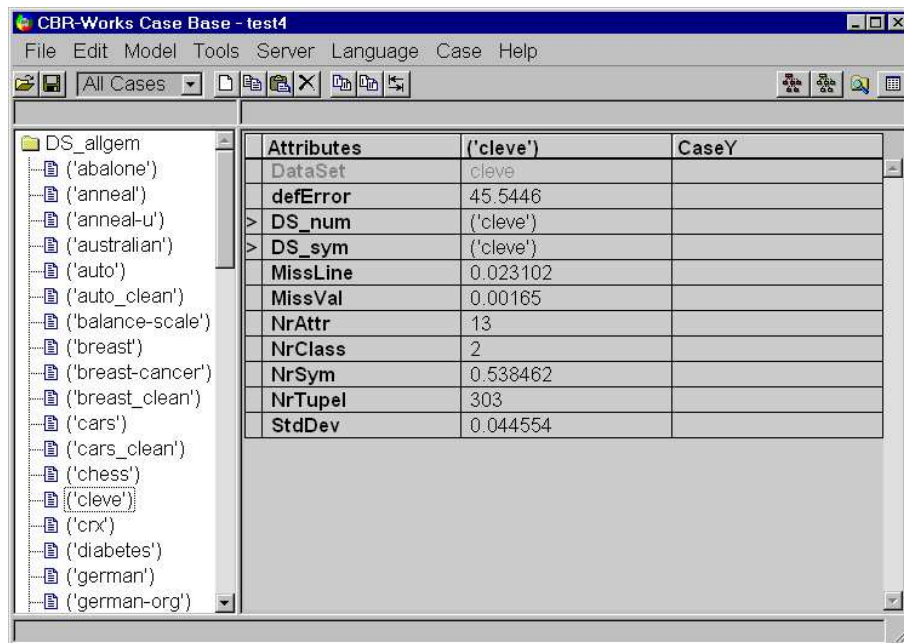 CBR-Works Case Base - test4
File Edit Model Tools Server Language Case Help
All Cases
DS_allgem
('abalone')
('anneal')
('anneal-u')
('australian')
('auto')
('auto_clean')
('balance-scale')
('breast')
('breast-cancer')
('breast_clean')
('cars')
('cars_clean')
('chess')
('cleve')
('crx')
('diabetes')
('german')
('german-org')
Attributes ('cleve') CaseY
DataSet cleve
defError 45.5446
> DS_num ('cleve')
> DS_sym ('cleve')
MissLine 0.023102
MissVal 0.00165
NrAttr 13
NrClass 2
NrSym 0.538462
NrTupel 303
StdDev 0.044554